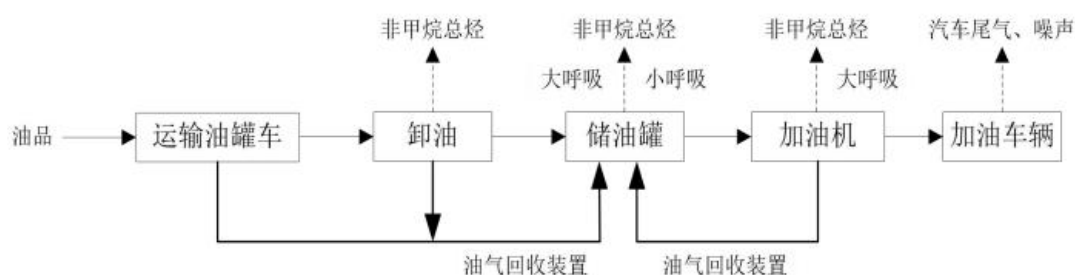 非甲烷总烃
非甲烷总烃
非甲烷总烃
汽车尾气、噪声
大呼吸
小呼吸
大呼吸
油品
运输油罐车
卸油
储油罐
加油机
加油车辆
油气回收装置
油气回收装置